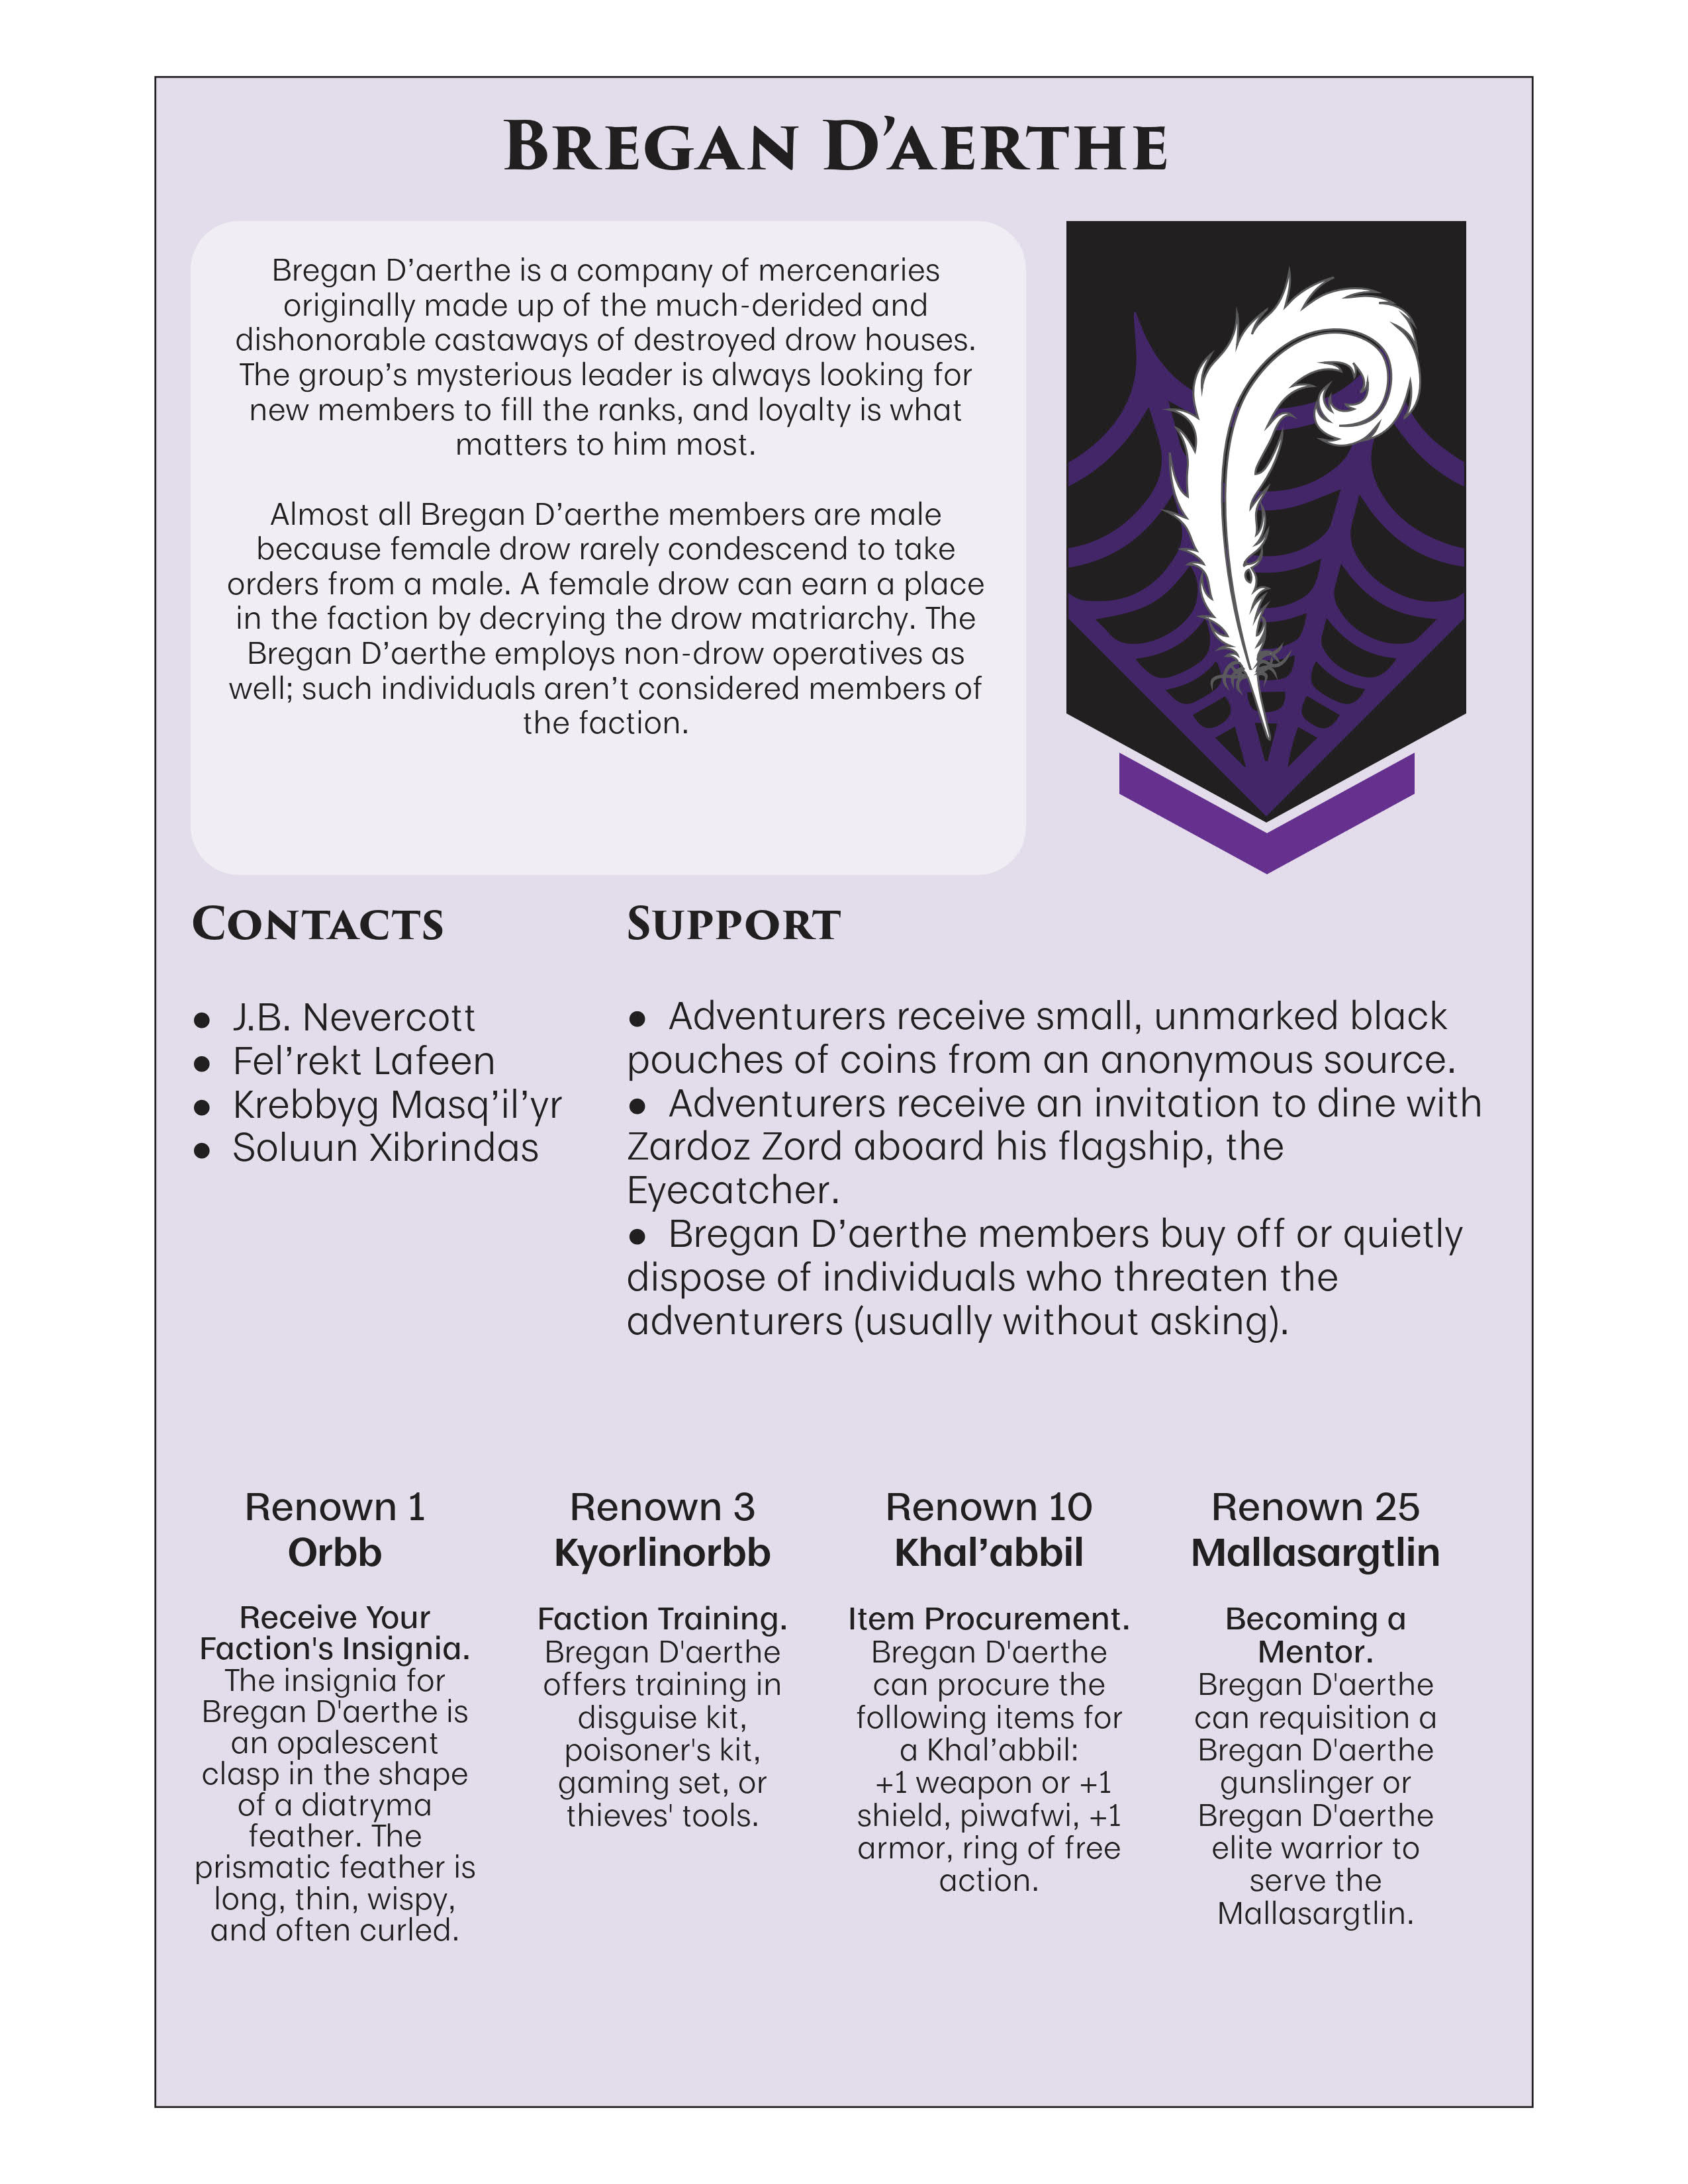 BREGAN D’AERTHE
Bregan D’aerthe is a company of mercenaries
originally made up of the much-derided and
dishonorable castaways of destroyed drow houses.
The group’s mysterious leader is always looking for
new members to fill the ranks, and loyalty is what
matters to him most.
Almost all Bregan D’aerthe members are male
because female drow rarely condescend to take
orders from a male. A female drow can earn a place
in the faction by decrying the drow matriarchy. The
Bregan D’aerthe employs non-drow operatives as
well; such individuals aren’t considered members of
the faction.
CONTACTS
● J.B. Nevercott
● Fel’rekt Lafeen
● Krebbyg Masq’il’yr
● Soluun Xibrindas
SUPPORT
● Adventurers receive small, unmarked black
pouches of coins from an anonymous source.
● Adventurers receive an invitation to dine with
Zardoz Zord aboard his flagship, the
Eyecatcher.
● Bregan D’aerthe members buy off or quietly
dispose of individuals who threaten the
adventurers (usually without asking).
Renown 1
Orbb
Receive Your
Faction's Insignia.
The insignia for
Bregan D'aerthe is
an opalescent
clasp in the shape
of a diatryma
feather. The
prismatic feather is
long, thin, wispy,
and often curled.
Renown 3
Kyorlinorbb
Faction Training.
Bregan D'aerthe
offers training in
disguise kit,
poisoner's kit,
gaming set, or
thieves' tools.
Renown 10
Khal’abbil
Item Procurement.
Bregan D'aerthe
can procure the
following items for
a Khal’abbil:
+1 weapon or +1
shield, piwafwi, +1
armor, ring of free
action.
Renown 25
Mallasargtlin
Becoming a
Mentor.
Bregan D'aerthe
can requisition a
Bregan D'aerthe
gunslinger or
Bregan D'aerthe
elite warrior to
serve the
Mallasargtlin.